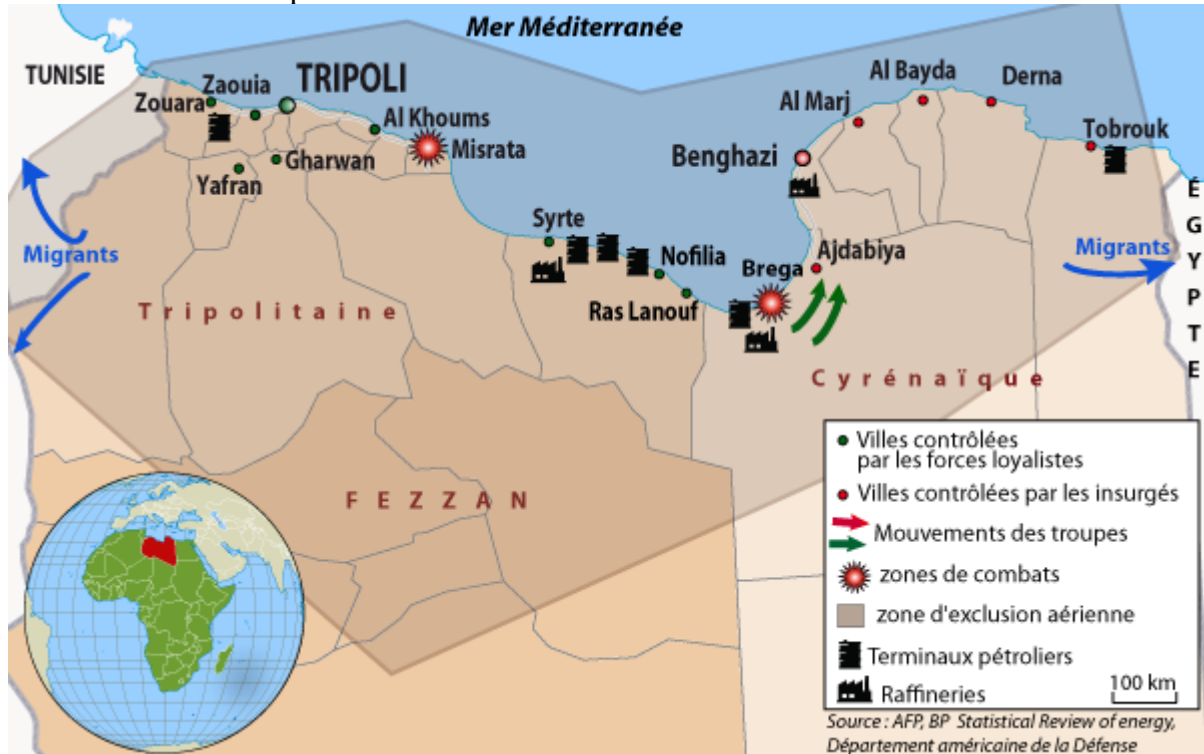 Mer Méditerranée
TUNISIE
Zaouia
TRIPOLI
Zouara
Al Khoums
Misrata
Gharwan
Yafran
Al Bayda
Derna
Al Marj
Tobrouk
Benghazi
ÉGYPTE
Migrants
Syrte
Nofilia
Brega
Ajdabiya
Migrants
Ras Lanouf
Tripolitaine
Cyrénaïque
FEZZAN
Villes contrôlées
par les forces loyalistes
Villes contrôlées par les insurgés
Mouvements des troupes
zones de combats
zone d'exclusion aérienne
Terminaux pétroliers
Raffineries
100 km
Source : AFP, BP Statistical Review of energy,
Département américaine de la Défense